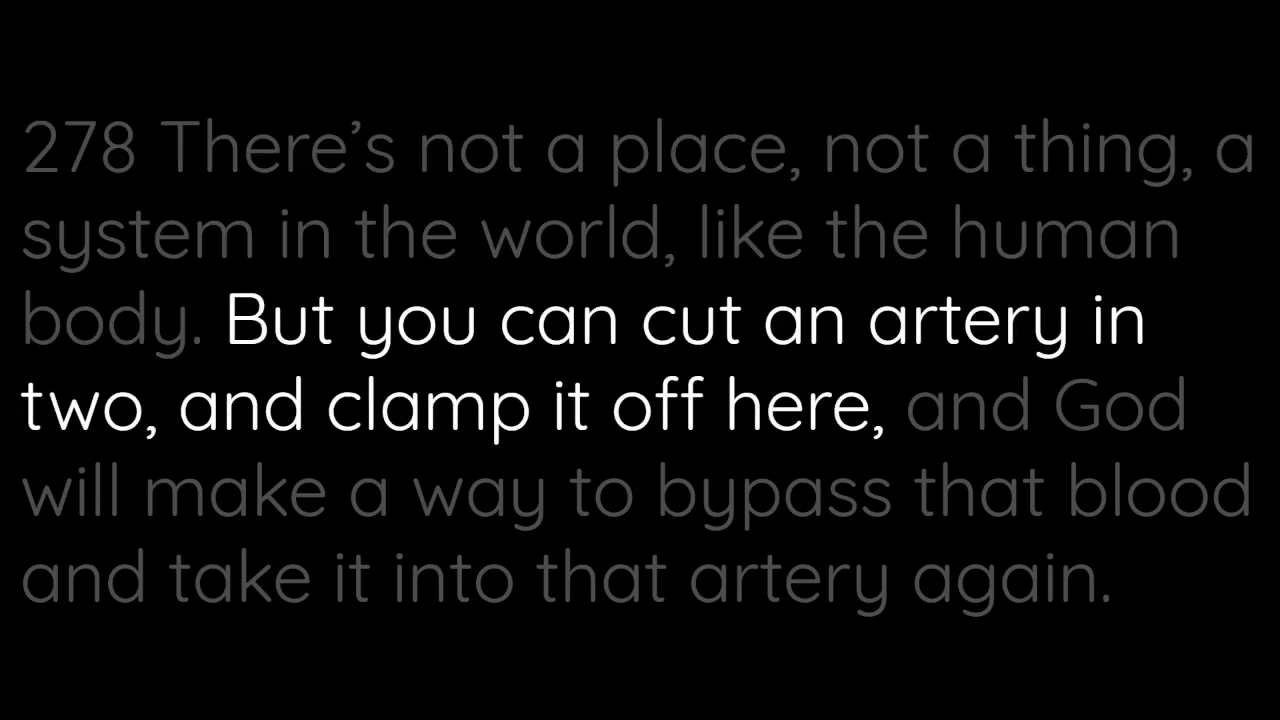 278 There’s not a place, not a thing, a
system in the world, like the human
body. But you can cut an artery in
two, and clamp it off here, and God
will make a way to bypass that blood
and take it into that artery again.